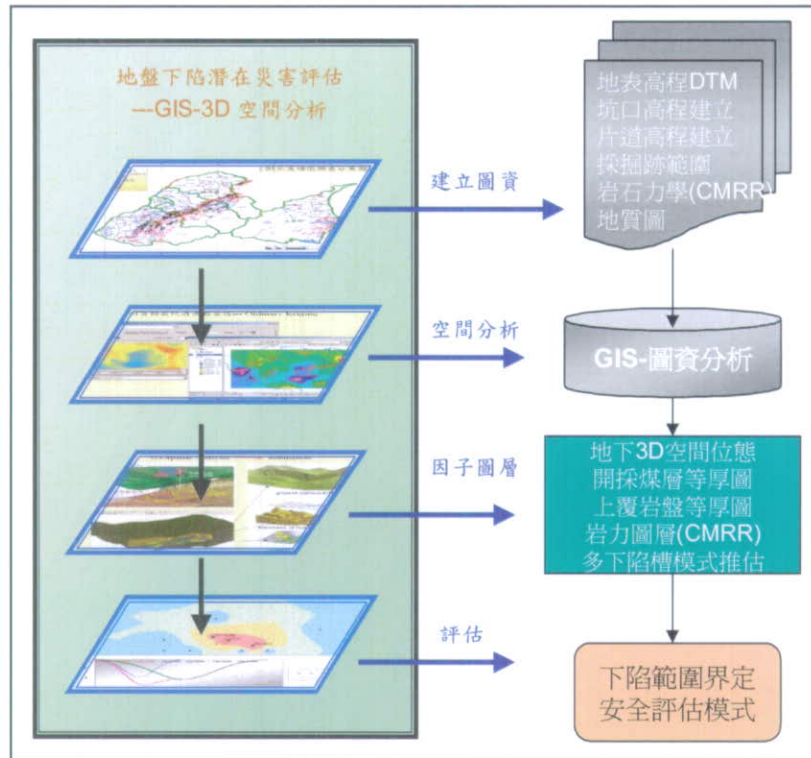 地盤下陷潛在災害評估
---GIS-3D 空間分析
建立圖資
空間分析
因子圖層
評估
地表高程DTM
坑口高程建立
片道高程建立
採掘跡範圍
岩石力學(CMRR)
地質圖
GIS-圖資分析
地下3D空間位態
開採煤層等厚圖
上覆岩盤等厚圖
岩力圖層(CMRR)
多下陷槽模式推估
下陷範圍界定
安全評估模式